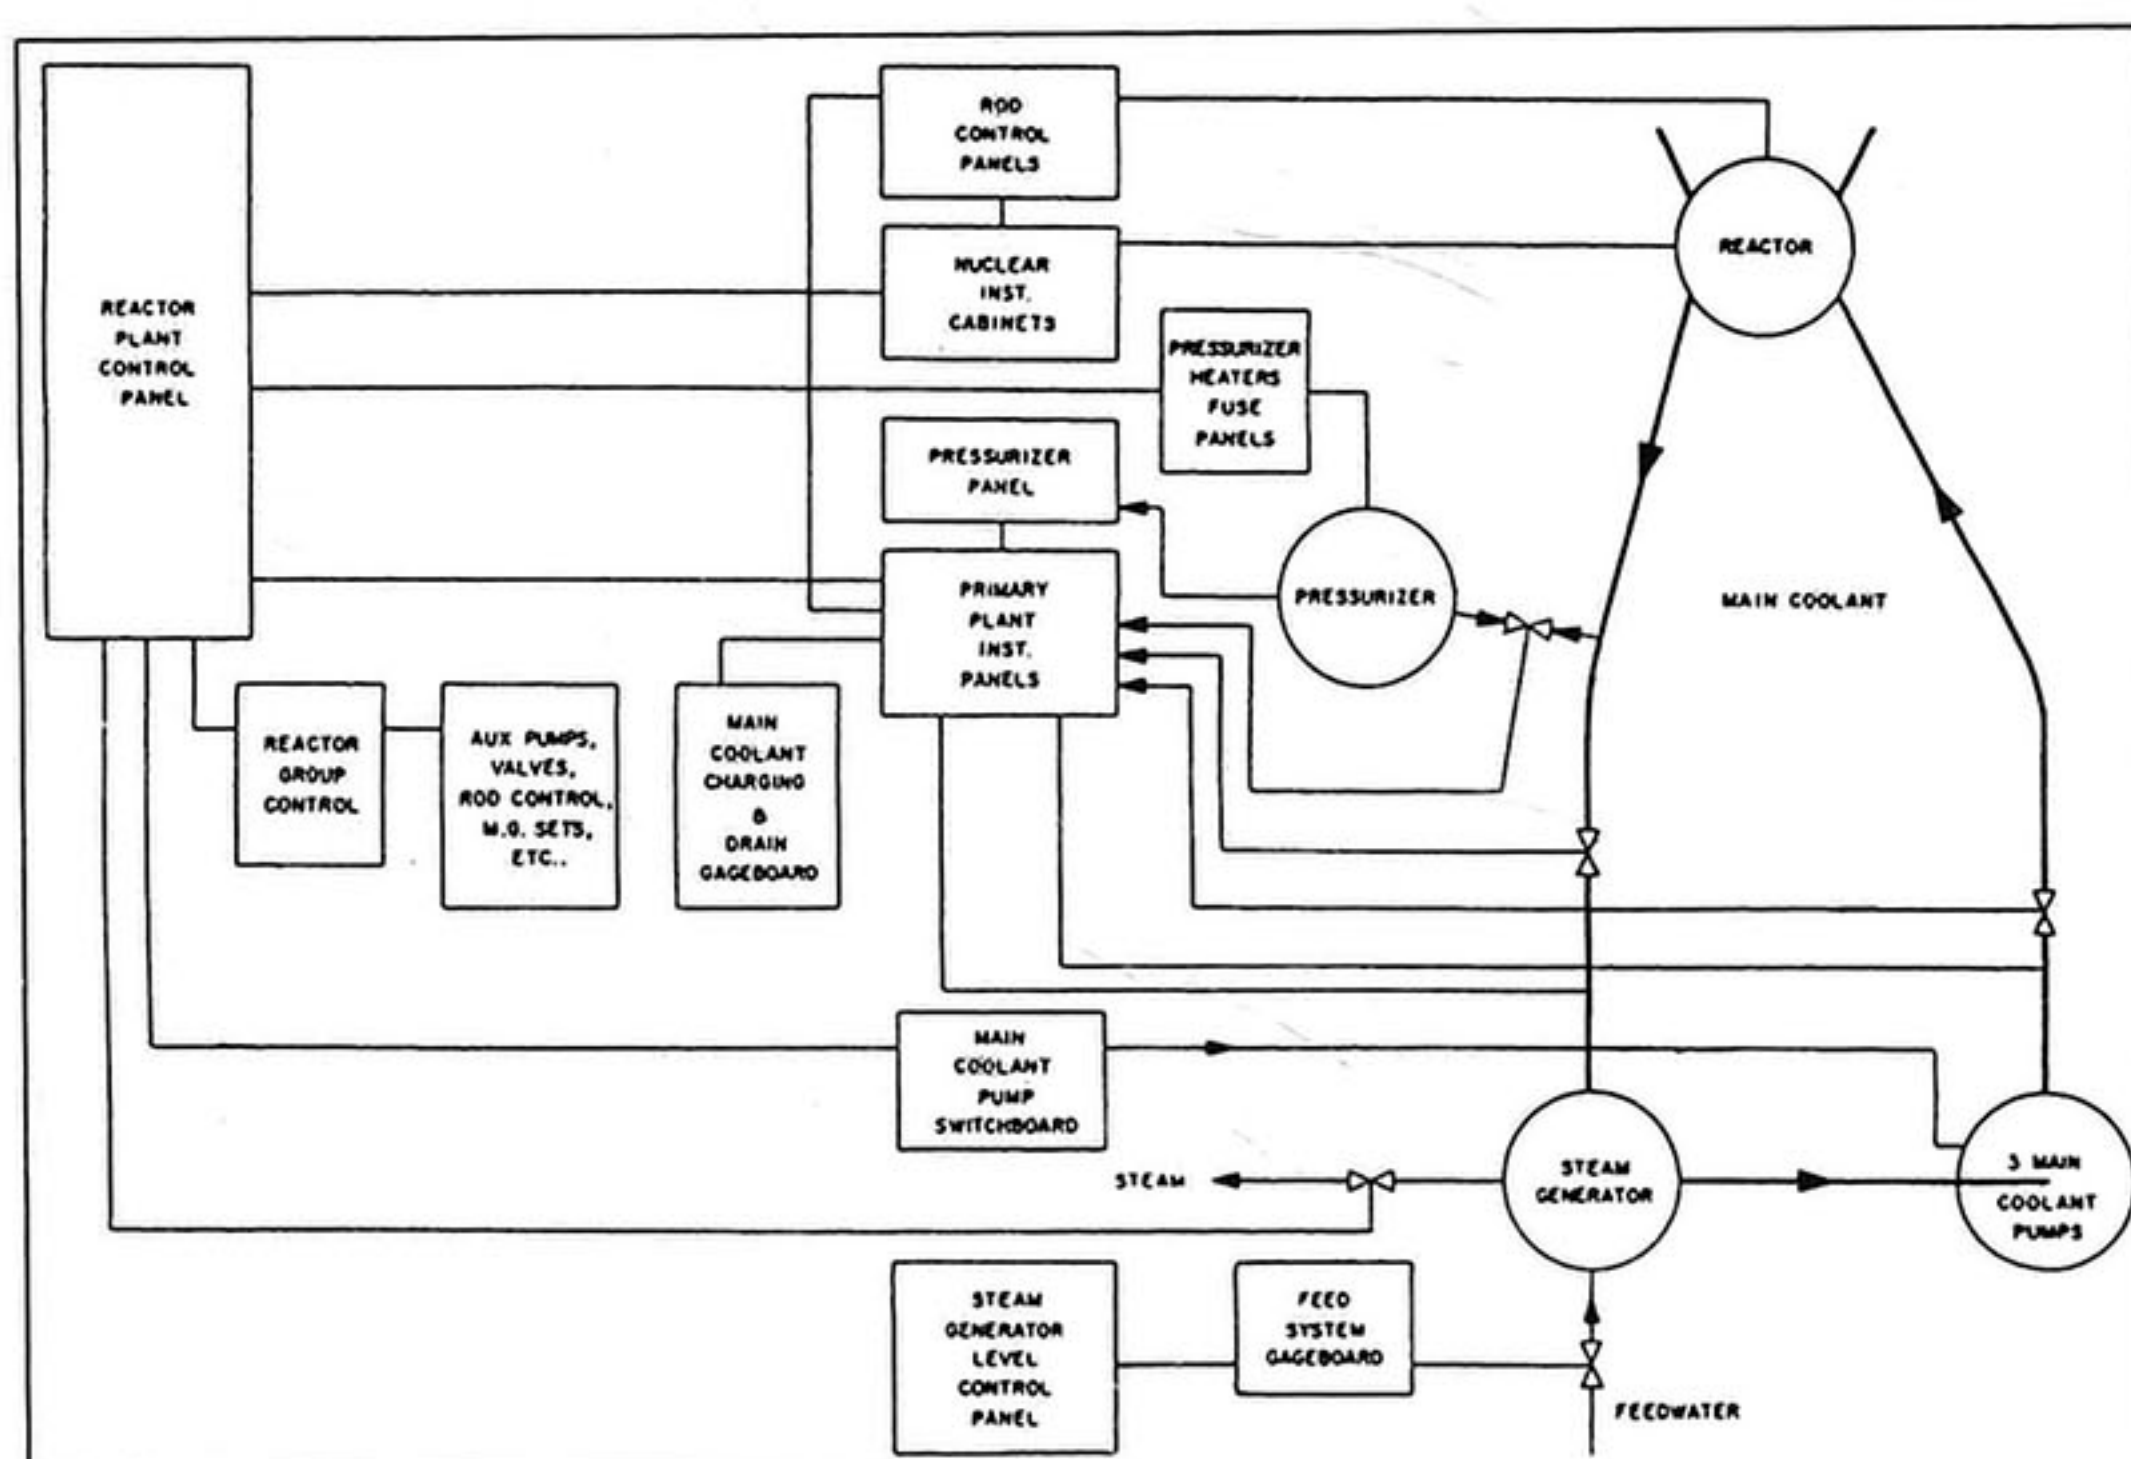 REACTOR
PLANT
CONTROL
PANEL
ROD
CONTROL
PANELS
NUCLEAR
INST.
CABINETS
PRESSURIZER
HEATERS
FUSE
PANELS
REACTOR
PRESSURIZER
PANEL
PRIMARY
PLANT
INST.
PANELS
PRESSURIZER
MAIN COOLANT
REACTOR
GROUP
CONTROL
AUX PUMPS,
VALVES,
ROD CONTROL,
M.G. SETS,
ETC..
MAIN
COOLANT
CHARGING
&
DRAIN
GAGEBOARD
MAIN
COOLANT
PUMP
SWITCHBOARD
STEAM
STEAM
GENERATOR
3 MAIN
COOLANT
PUMPS
STEAM
GENERATOR
LEVEL
CONTROL
PANEL
FEED
SYSTEM
GAGEBOARD
FEEDWATER